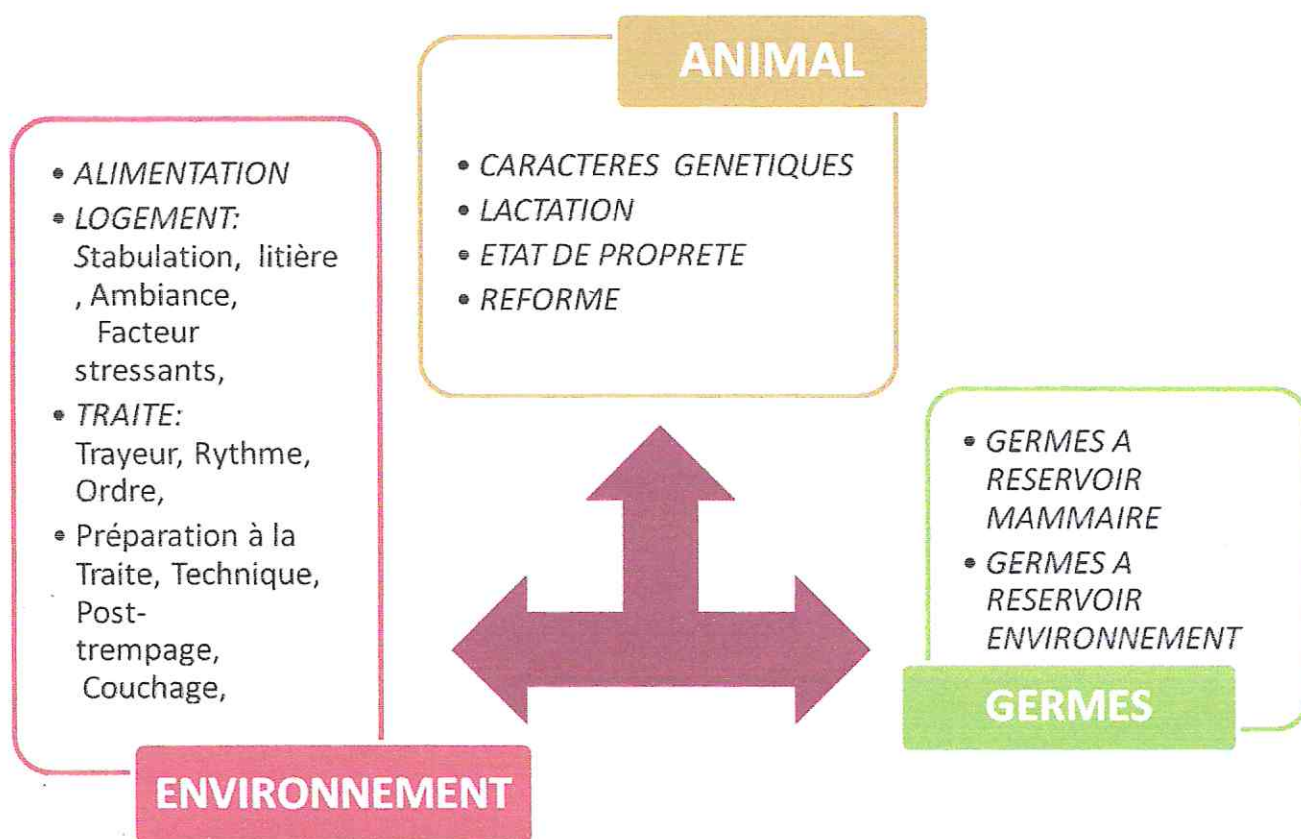 ANIMAL
• CARACTERES GENETIQUES
• LACTATION
• ETAT DE PROPRETE
• REFORME
• ALIMENTATION
• LOGEMENT:
Stabulation, litière
, Ambiance,
Facteur
stressants,
• TRAITE:
Trayeur, Rythme,
Ordre,
• Préparation à la
Traite, Technique,
Post-
trempage,
Couchage,
ENVIRONNEMENT
• GERMES A
RESERVOIR
MAMMAIRE
• GERMES A
RESERVOIR
ENVIRONNEMENT
GERMES